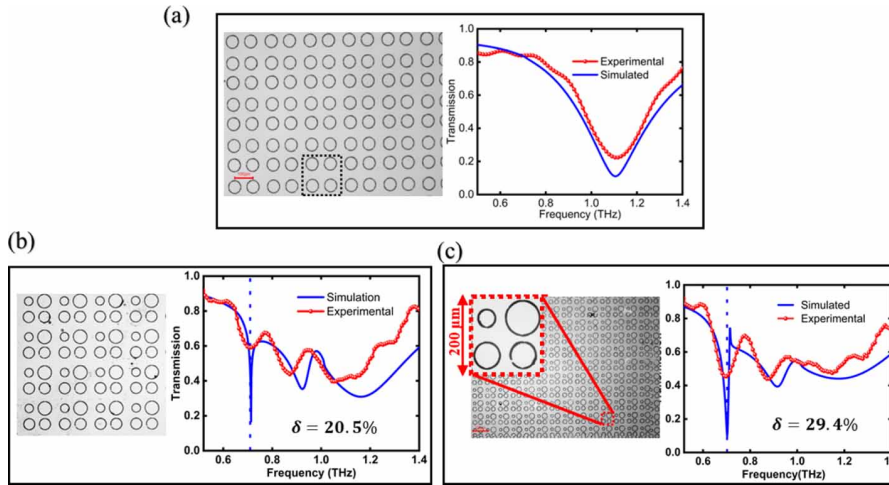 (a)
Experimental
Simulated
Transmission
1.0
0.8
0.6
0.4
0.2
0.0
0.6 0.8 1.0 1.2 1.4
Frequency (THz)
(b)
Simulation
Experimental
Transmission
1.0
0.8
0.6
0.4
0.2
0.0
δ = 20.5%
0.6 0.8 1.0 1.2 1.4
Frequency (THz)
(c)
200 μm
Simulated
Experimental
Transmission
1.0
0.8
0.6
0.4
0.2
0.0
δ = 29.4%
0.6 0.8 1.0 1.2
Frequency(THz)